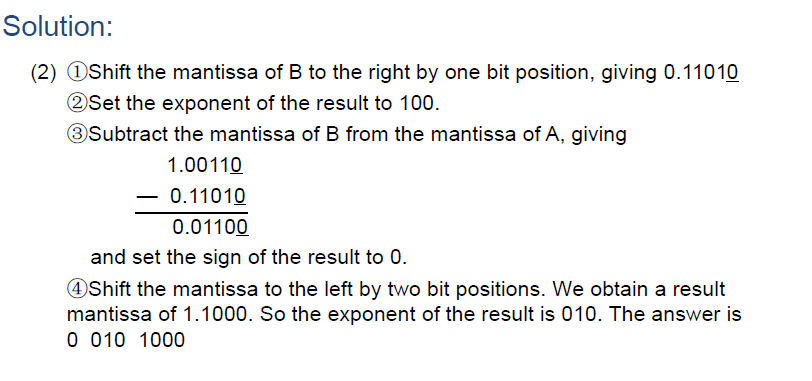 Solution:
(2) ①Shift the mantissa of B to the right by one bit position, giving 0.11010
②Set the exponent of the result to 100.
③Subtract the mantissa of B from the mantissa of A, giving
1.00110
— 0.11010
0.01100
and set the sign of the result to 0.
④Shift the mantissa to the left by two bit positions. We obtain a result
mantissa of 1.1000. So the exponent of the result is 010. The answer is
0 010 1000